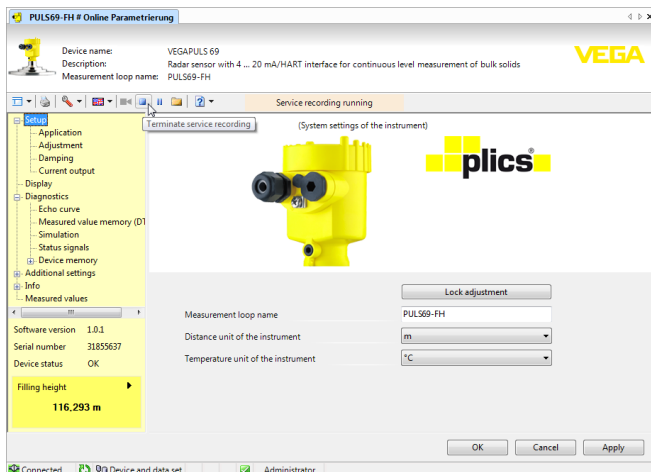 PULS69-FH # Online Parametrierung
Device name: VEGAPULS 69
Description: Radar sensor with 4 ... 20 mA/HART interface for continuous level measurement of bulk solids
Measurement loop name: PULS69-FH
VEGA
Service recording running
Terminate service recording
(System settings of the instrument)
plics
Setup
Application
Adjustment
Damping
Current output
Display
Diagnostics
Echo curve
Measured value memory (DT
Simulation
Status signals
Device memory
Additional settings
Info
Measured values
Software version 1.0.1
Serial number 31855637
Device status OK
Filling height
116,293 m
Lock adjustment
Measurement loop name PULS69-FH
Distance unit of the instrument m
Temperature unit of the instrument °C
OK Cancel Apply
Connected Device and data set Administrator